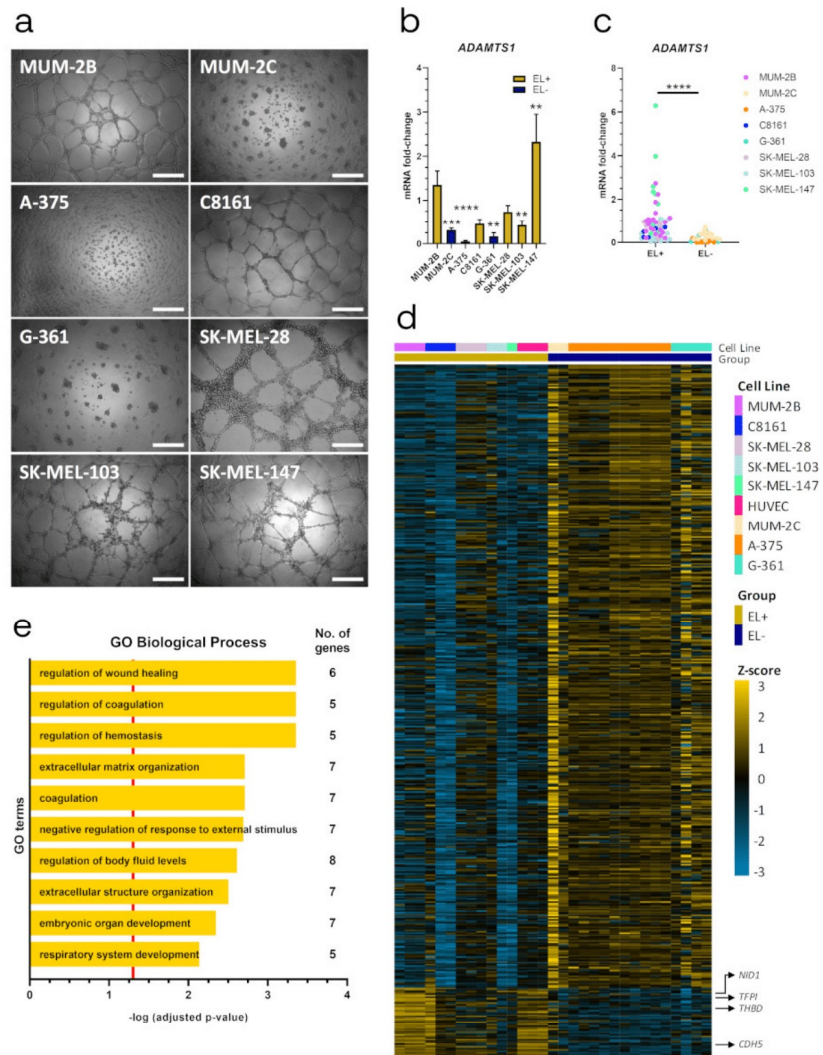 a
MUM-2B
MUM-2C
A-375
C8161
G-361
SK-MEL-28
SK-MEL-103
SK-MEL-147
b
ADAMTS1
mRNA fold-change
4
3
2
1
0
EL+
EL-
***
****
**
**
**
MUM-2B
MUM-2C
A-375
C8161
G-361
SK-MEL-28
SK-MEL-103
SK-MEL-147
c
ADAMTS1
mRNA fold-change
8
6
4
2
0
****
EL+
EL-
MUM-2B
MUM-2C
A-375
C8161
G-361
SK-MEL-28
SK-MEL-103
SK-MEL-147
d
Cell Line
Group
Cell Line
MUM-2B
C8161
SK-MEL-28
SK-MEL-103
SK-MEL-147
HUVEC
MUM-2C
A-375
G-361
Group
EL+
EL-
Z-score
3
2
1
0
-1
-2
-3
NID1
TFPI
THBD
CDH5
e
GO Biological Process
No. of
genes
GO terms
regulation of wound healing 6
regulation of coagulation 5
regulation of hemostasis 5
extracellular matrix organization 7
coagulation 7
negative regulation of response to external stimulus 7
regulation of body fluid levels 8
extracellular structure organization 7
embryonic organ development 7
respiratory system development 5
0 1 2 3 4
-log (adjusted p-value)